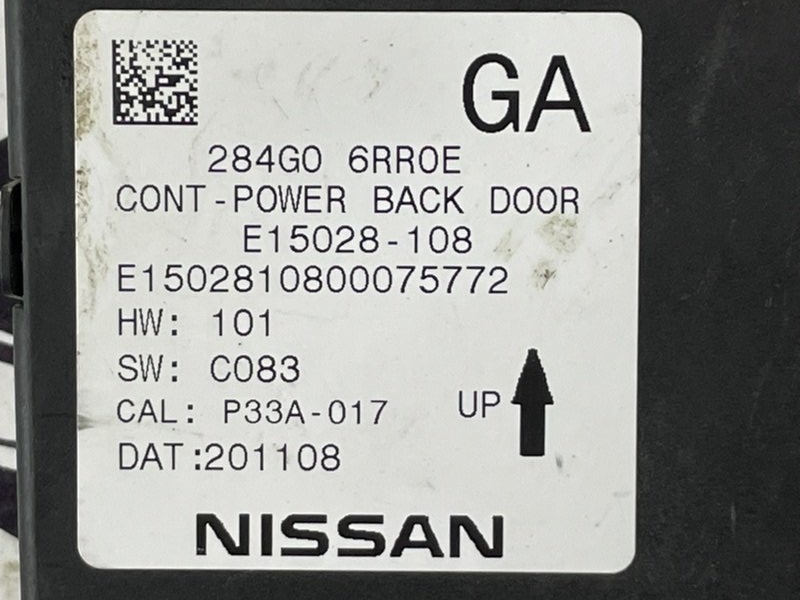 GA
284G0 6RR0E
CONT-POWER BACK DOOR
E15028-108
E1502810800075772
HW: 101
SW: C083
CAL: P33A-017
UP
DAT:201108
NISSAN